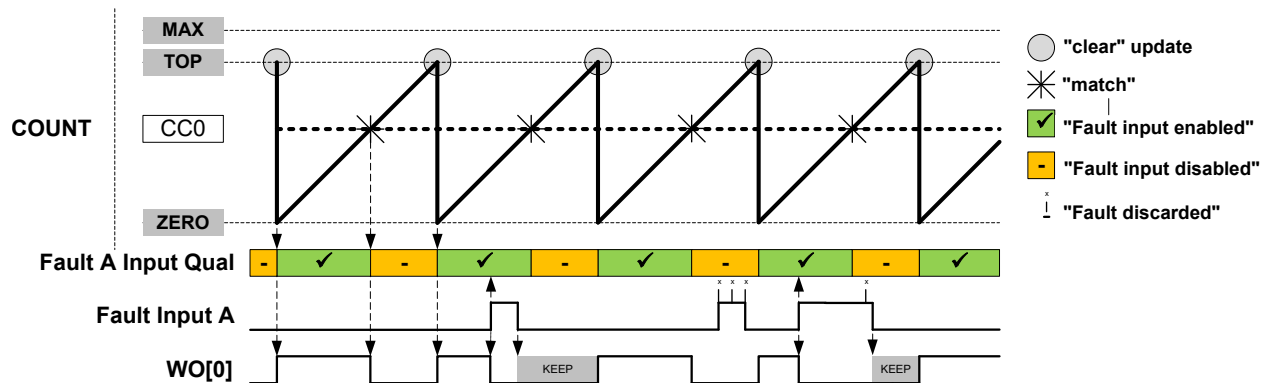 MAX
TOP
"clear" update
"match"
COUNT
CC0
"Fault input enabled"
- "Fault input disabled"
x
"Fault discarded"
ZERO
Fault A Input Qual
- ✔ - ✔ - ✔ - ✔ - ✔
x x x x
Fault Input A
WO[0]
KEEP KEEP